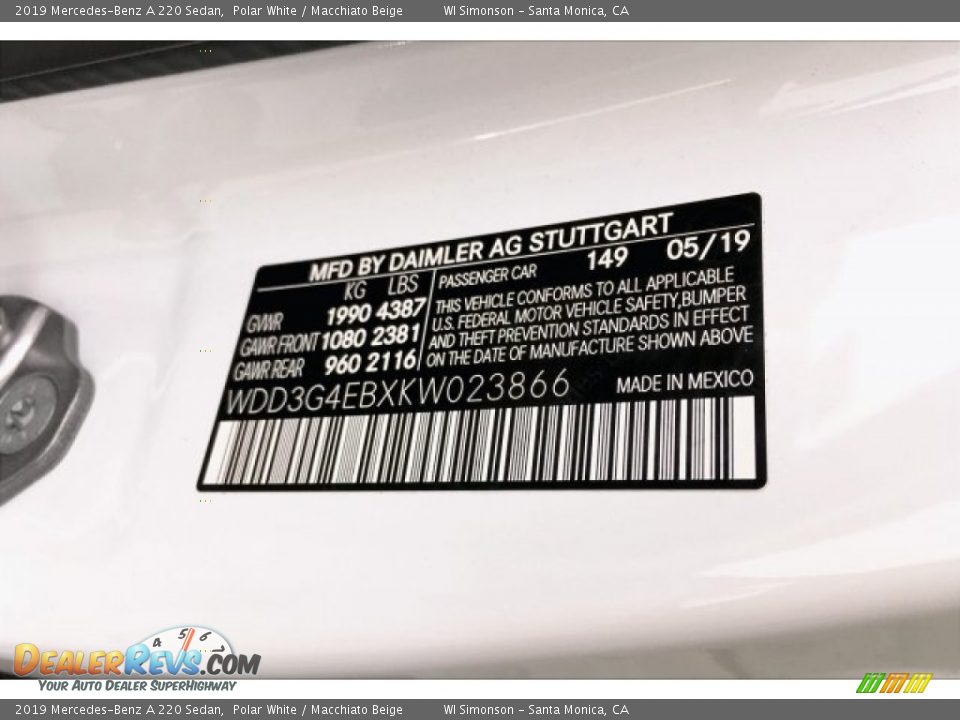 2019 Mercedes-Benz A 220 Sedan,  Polar White / Macchiato Beige     WI Simonson - Santa Monica, CA
MFD BY DAIMLER AG STUTTGART
KG LBS
GVWR 1990 4387
GAWR FRONT 1080 2381
GAWR REAR 960 2116
PASSENGER CAR 149 05/19
THIS VEHICLE CONFORMS TO ALL APPLICABLE
U.S. FEDERAL MOTOR VEHICLE SAFETY,BUMPER
AND THEFT PREVENTION STANDARDS IN EFFECT
ON THE DATE OF MANUFACTURE SHOWN ABOVE
WDD3G4EBXKW023866 MADE IN MEXICO
4 5 6 7
DEALERREVS.COM
YOUR AUTO DEALER SUPERHIGHWAY
2019 Mercedes-Benz A 220 Sedan,  Polar White / Macchiato Beige     WI Simonson - Santa Monica, CA